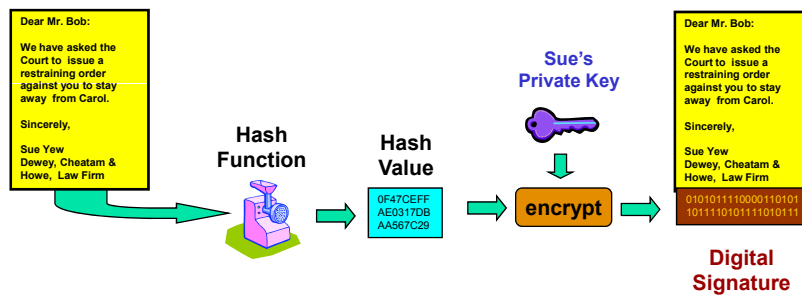 Dear Mr. Bob:
We have asked the
Court to issue a
restraining order
against you to stay
away from Carol.
Sincerely,
Sue Yew
Dewey, Cheatam &
Howe, Law Firm
Hash
Function
Hash
Value
0F47CEFF
AE0317DB
AA567C29
Sue's
Private Key
encrypt
Dear Mr. Bob:
We have asked the
Court to issue a
restraining order
against you to stay
away from Carol.
Sincerely,
Sue Yew
Dewey, Cheatam &
Howe, Law Firm
0101011110000110101
1011110101111010111
Digital
Signature